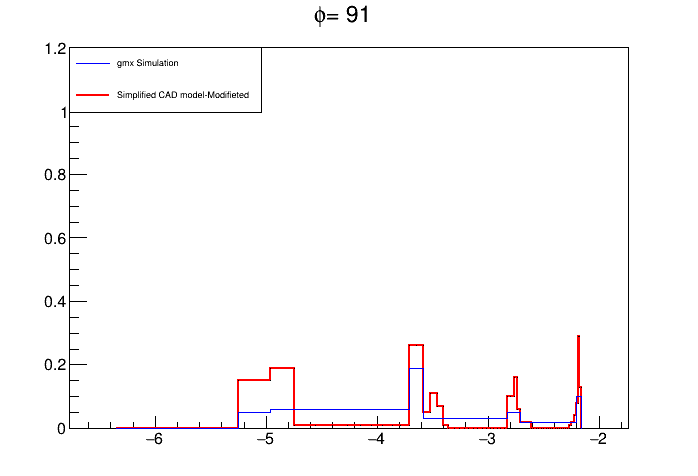 ϕ= 91
1.2
gmx Simulation
Simplified CAD model-Modifieted
1
0.8
0.6
0.4
0.2
0
−6 −5 −4 −3 −2